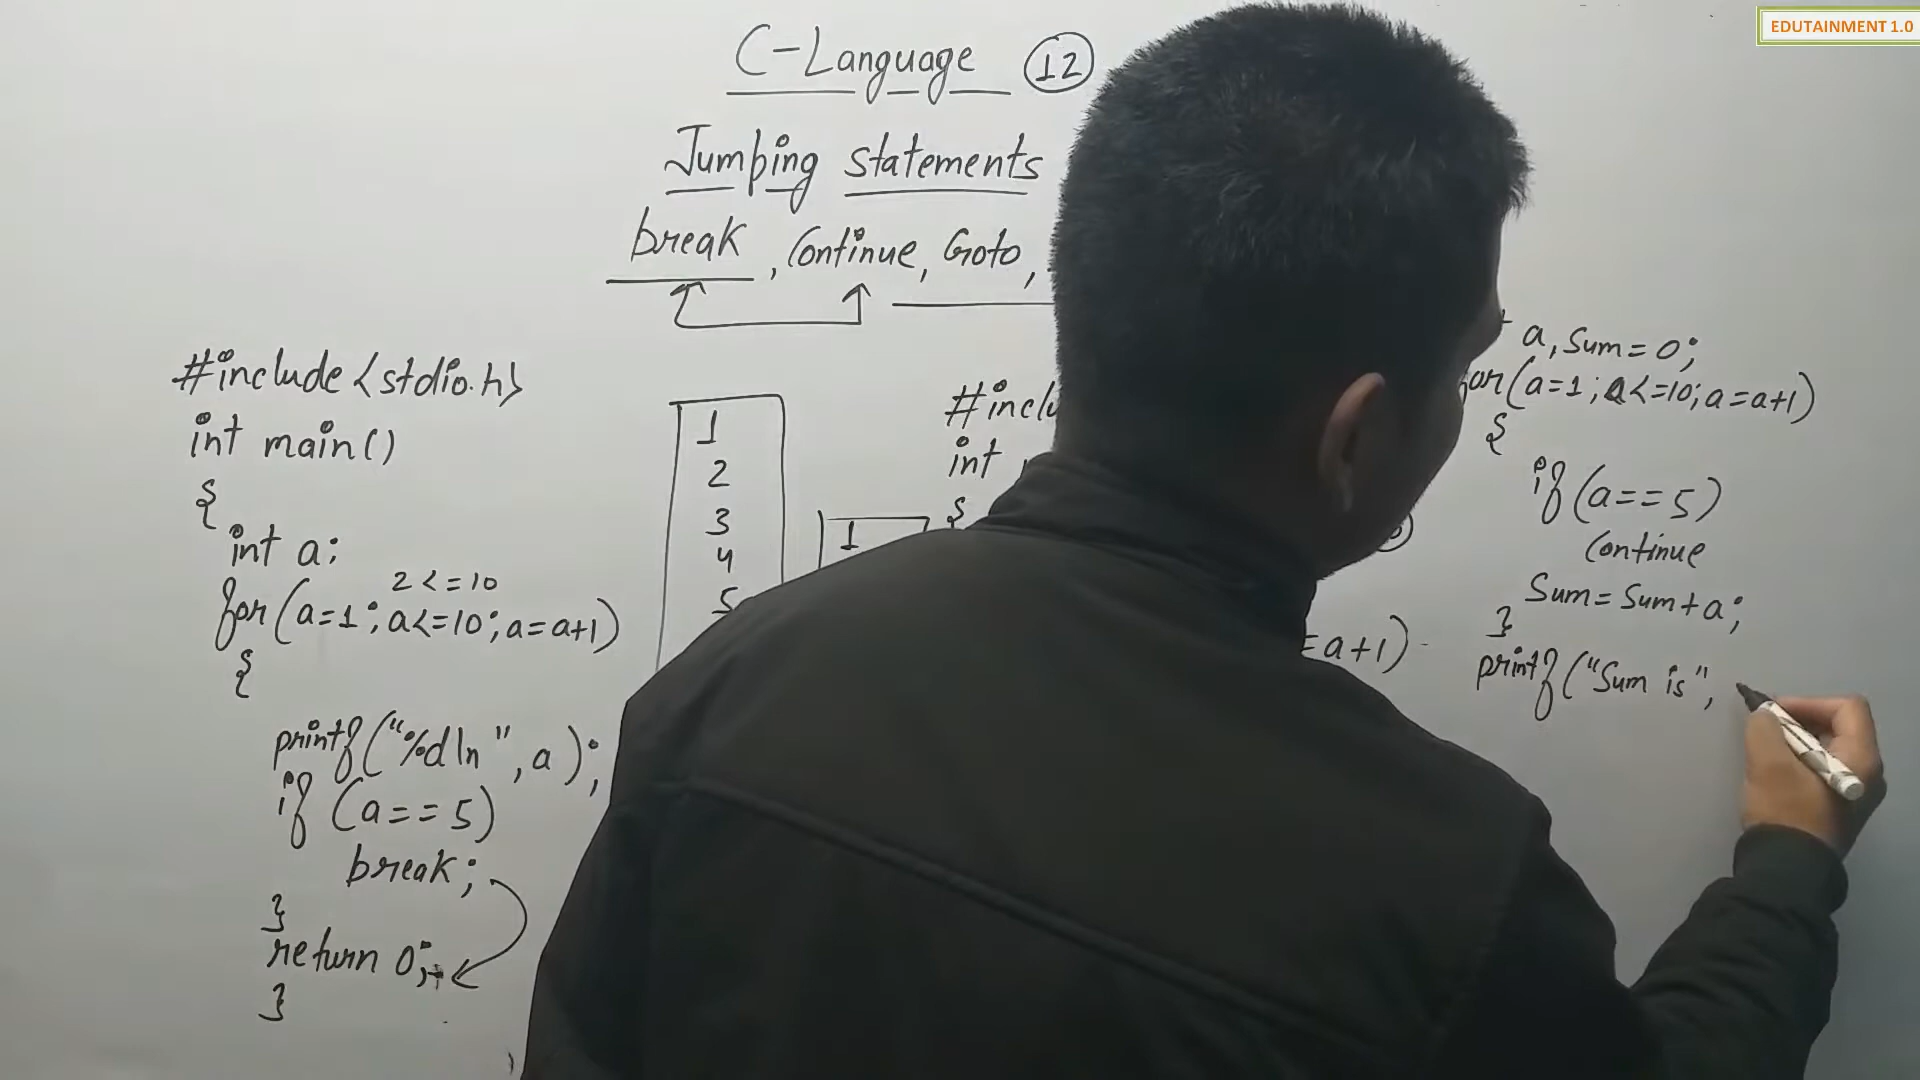 EDUTAINMENT 1.0
C-Language 12
Jumping statements
break, Continue, Goto,
#include <stdio.h>
int main()
{
int a;
2<=10
for(a=1; a<=10; a=a+1)
{
printf("%d\n", a);
if (a==5)
break;
}
return 0;
}
1
2
3
4
5
1
int
{
=a+1)
a, Sum=0;
(a=1; a<=10; a=a+1)
{
if (a==5)
Continue
Sum=Sum+a;
}
printf("Sum is",